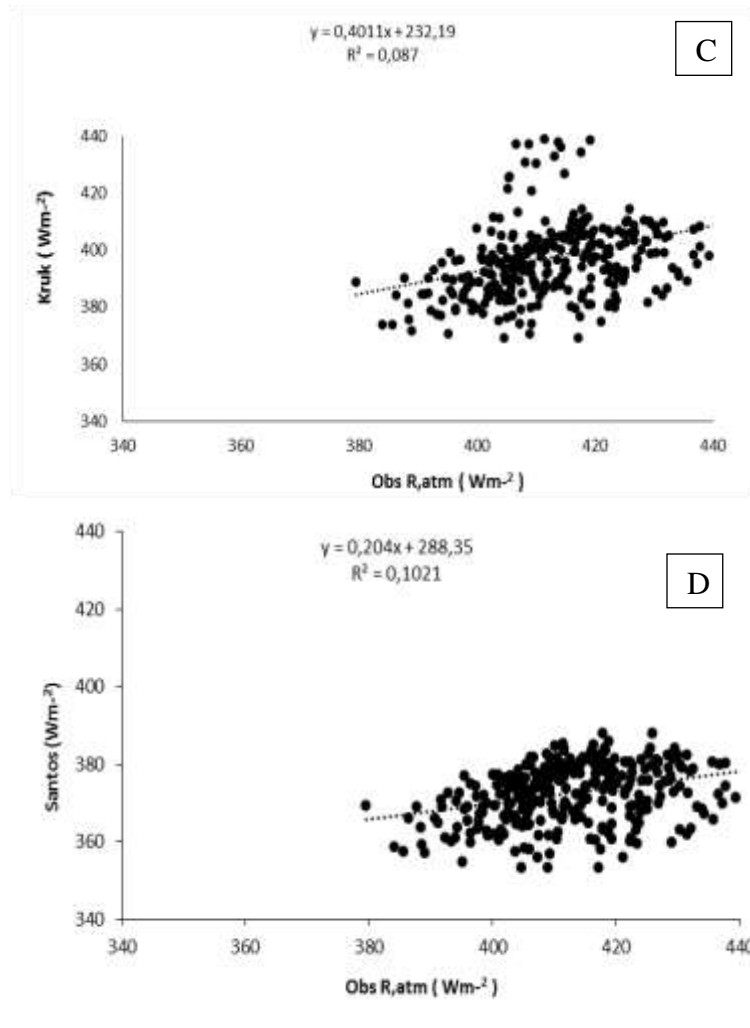 y = 0,4011x + 232,19
R² = 0,087
C
440
420
400
380
360
340
Kruk ( Wm-²)
340 360 380 400 420 440
Obs R,atm ( Wm-² )
y = 0,204x + 288,35
R² = 0,1021
D
440
420
400
380
360
340
Santos (Wm-²)
340 360 380 400 420 440
Obs R,atm ( Wm-² )